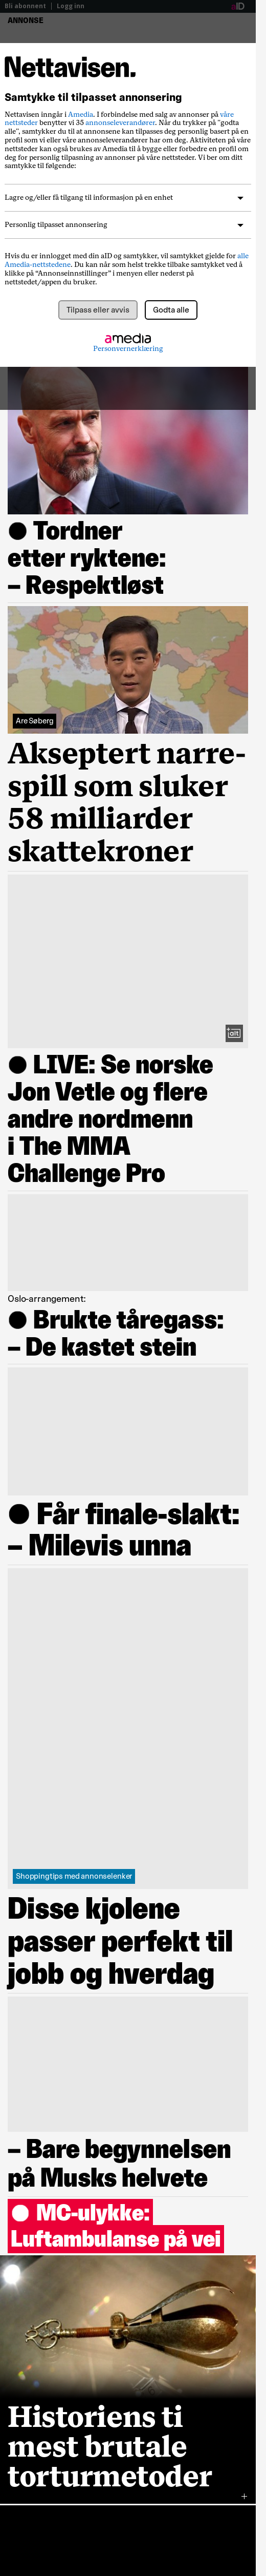 Bli abonnent | Logg inn
aID
ANNONSE
Nettavisen.
Samtykke til tilpasset annonsering
Nettavisen inngår i Amedia. I forbindelse med salg av annonser på våre
nettsteder benytter vi 35 annonseleverandører. Når du trykker på "godta
alle", samtykker du til at annonsene kan tilpasses deg personlig basert på en
profil som vi eller våre annonseleverandører har om deg. Aktiviteten på våre
nettsteder kan også brukes av Amedia til å bygge eller forbedre en profil om
deg for personlig tilpasning av annonser på våre nettsteder. Vi ber om ditt
samtykke til følgende:
Lagre og/eller få tilgang til informasjon på en enhet
Personlig tilpasset annonsering
Hvis du er innlogget med din aID og samtykker, vil samtykket gjelde for alle
Amedia-nettstedene. Du kan når som helst trekke tilbake samtykket ved å
klikke på “Annonseinnstillinger” i menyen eller nederst på
nettstedet/appen du bruker.
Tilpass eller avvis
Godta alle
amedia
Personvernerklæring
Tordner
etter ryktene:
– Respektløst
Are Søberg
Akseptert narre-
spill som sluker
58 milliarder
skattekroner
+alt
LIVE: Se norske
Jon Vetle og flere
andre nordmenn
i The MMA
Challenge Pro
Oslo-arrangement:
Brukte tåregass:
– De kastet stein
Får finale-slakt:
– Milevis unna
Shoppingtips med annonselenker
Disse kjolene
passer perfekt til
jobb og hverdag
– Bare begynnelsen
på Musks helvete
MC-ulykke:
Luftambulanse på vei
Historiens ti
mest brutale
torturmetoder